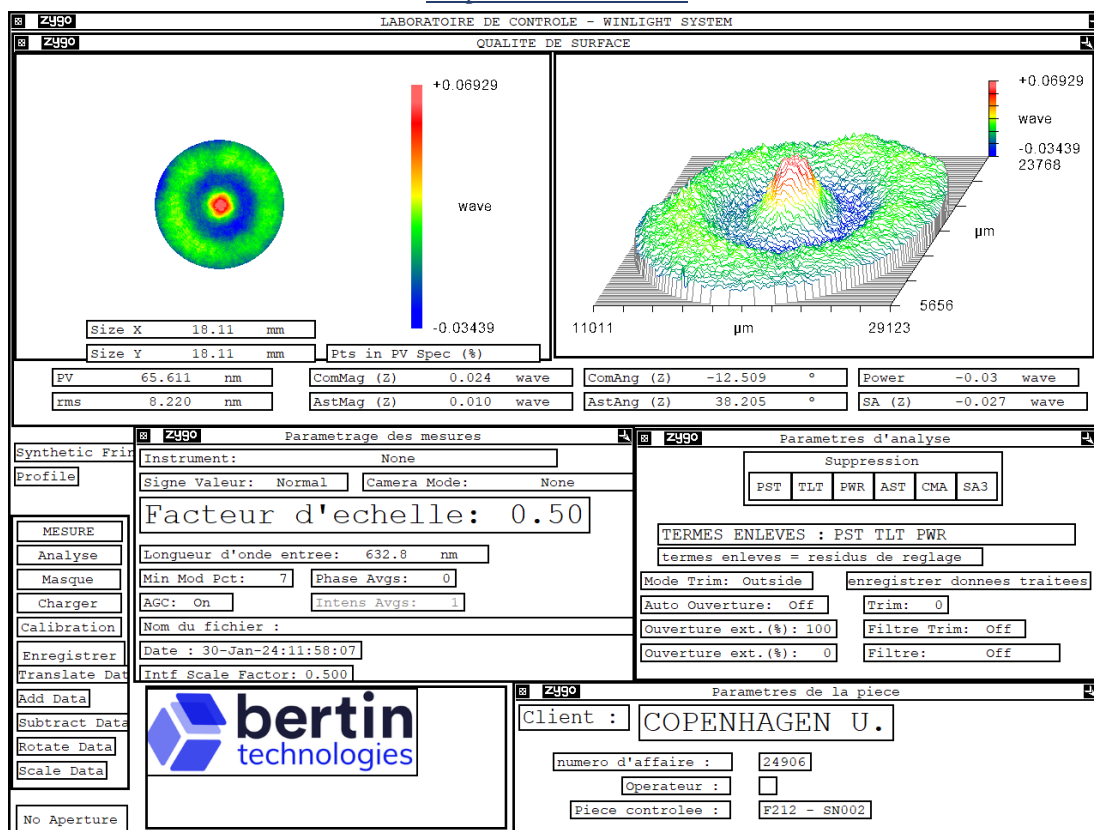 zygo LABORATOIRE DE CONTROLE - WINLIGHT SYSTEM
zygo QUALITE DE SURFACE
+0.06929
wave
-0.03439
+0.06929
wave
-0.03439
23768
µm
5656
11011 µm 29123
Size X 18.11 mm
Size Y 18.11 mm Pts in PV Spec (%)
PV 65.611 nm ComMag (Z) 0.024 wave ComAng (Z) -12.509 ° Power -0.03 wave
rms 8.220 nm AstMag (Z) 0.010 wave AstAng (Z) 38.205 ° SA (Z) -0.027 wave
Synthetic Frin
Profile
MESURE
Analyse
Masque
Charger
Calibration
Enregistrer
Translate Dat
Add Data
Subtract Data
Rotate Data
Scale Data
No Aperture
zygo Parametrage des mesures
Instrument: None
Signe Valeur: Normal Camera Mode: None
Facteur d'echelle: 0.50
Longueur d'onde entree: 632.8 nm
Min Mod Pct: 7 Phase Avgs: 0
AGC: On Intens Avgs: 1
Nom du fichier :
Date : 30-Jan-24:11:58:07
Intf Scale Factor: 0.500
zygo Parametres d'analyse
Suppression
PST TLT PWR AST CMA SA3
TERMES ENLEVES : PST TLT PWR
termes enleves = residus de reglage
Mode Trim: Outside enregistrer donnees traitees
Auto Ouverture: Off Trim: 0
Ouverture ext.(%): 100 Filtre Trim: Off
Ouverture ext.(%): 0 Filtre: Off
bertin
technologies
zygo Parametres de la piece
Client : COPENHAGEN U.
numero d'affaire : 24906
Operateur :
Piece controlee : F212 - SN002